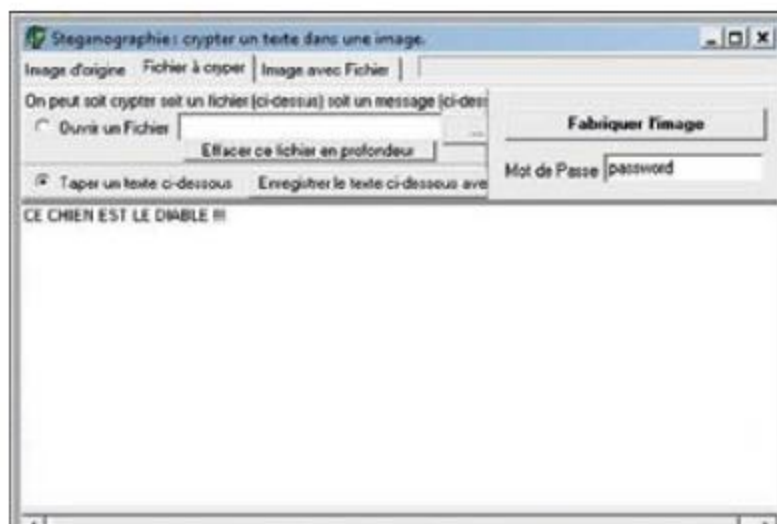 Steganographie : crypter un texte dans une image.
Image d'origine Fichier à cryper Image avec Fichier
On peut soit crypter soit un fichier (ci-dessus) soit un message (ci-dess
Ouvrir un Fichier ...
Effacer ce fichier en profondeur
Fabriquer l'image
Mot de Passe password
Taper un texte ci-dessous Enregistrer le texte ci-dessous ave
CE CHIEN EST LE DIABLE !!!